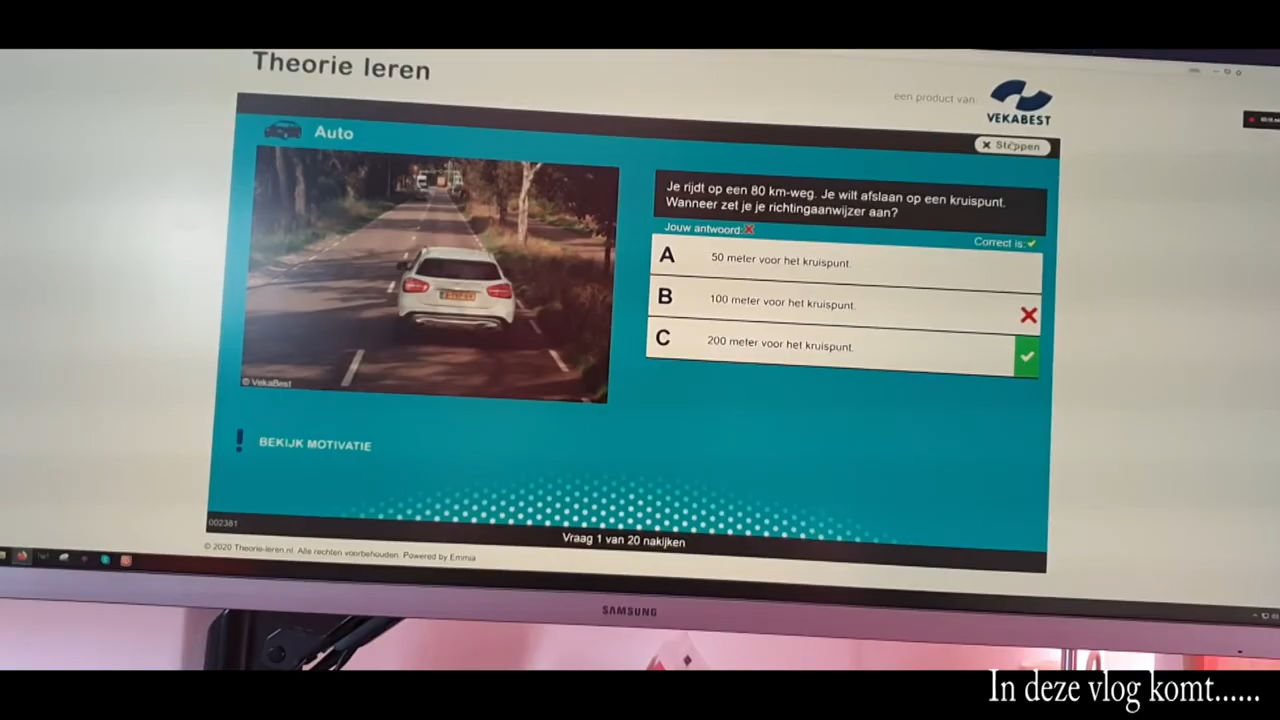 Theorie leren
een product van:
VEKABEST
Auto
× Stoppen
Je rijdt op een 80 km-weg. Je wilt afslaan op een kruispunt.
Wanneer zet je je richtingaanwijzer aan?
Jouw antwoord:
Correct is:
A 50 meter voor het kruispunt.
B 100 meter voor het kruispunt.
C 200 meter voor het kruispunt.
© VekaBest
! BEKIJK MOTIVATIE
002381
Vraag 1 van 20 nakijken
© 2020 Theorie-leren.nl. Alle rechten voorbehouden. Powered by Emmia
SAMSUNG
In deze vlog komt......